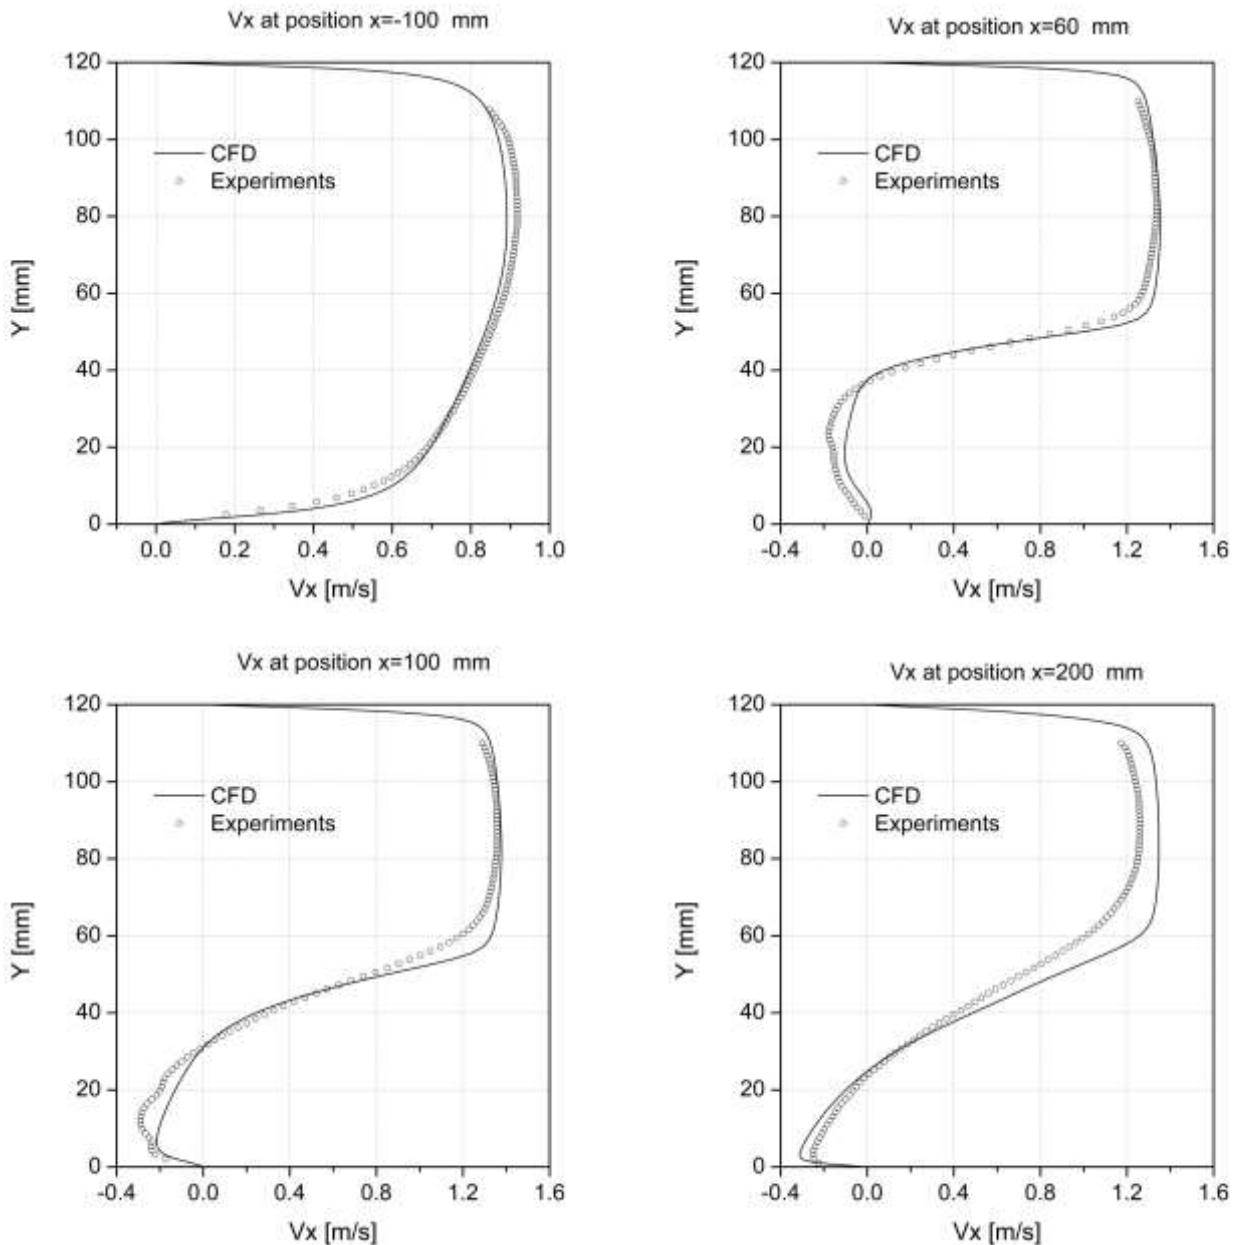 Vx at position x=-100 mm
120
100
80
60
40
20
0
Y [mm]
CFD
Experiments
0.0 0.2 0.4 0.6 0.8 1.0
Vx [m/s]
Vx at position x=60 mm
120
100
80
60
40
20
0
Y [mm]
CFD
Experiments
-0.4 0.0 0.4 0.8 1.2 1.6
Vx [m/s]
Vx at position x=100 mm
120
100
80
60
40
20
0
Y [mm]
CFD
Experiments
-0.4 0.0 0.4 0.8 1.2 1.6
Vx [m/s]
Vx at position x=200 mm
120
100
80
60
40
20
0
Y [mm]
CFD
Experiments
-0.4 0.0 0.4 0.8 1.2 1.6
Vx [m/s]